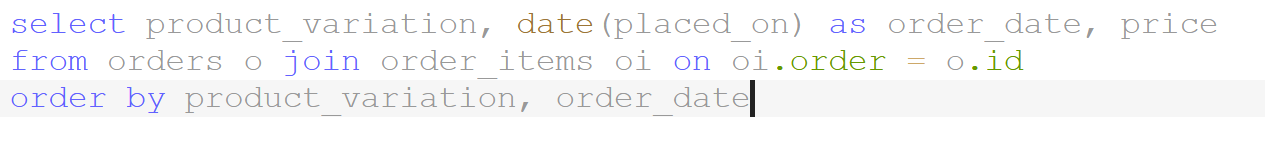 select product_variation, date(placed_on) as order_date, price
from orders o join order_items oi on oi.order = o.id
order by product_variation, order_date